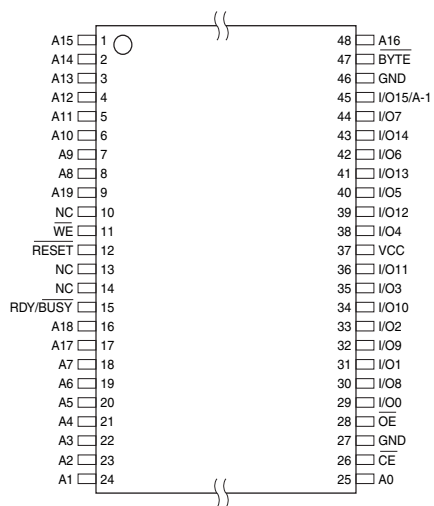 A15 1 48 A16
A14 2 47 BYTE
A13 3 46 GND
A12 4 45 I/O15/A-1
A11 5 44 I/O7
A10 6 43 I/O14
A9 7 42 I/O6
A8 8 41 I/O13
A19 9 40 I/O5
NC 10 39 I/O12
WE 11 38 I/O4
RESET 12 37 VCC
NC 13 36 I/O11
NC 14 35 I/O3
RDY/BUSY 15 34 I/O10
A18 16 33 I/O2
A17 17 32 I/O9
A7 18 31 I/O1
A6 19 30 I/O8
A5 20 29 I/O0
A4 21 28 OE
A3 22 27 GND
A2 23 26 CE
A1 24 25 A0